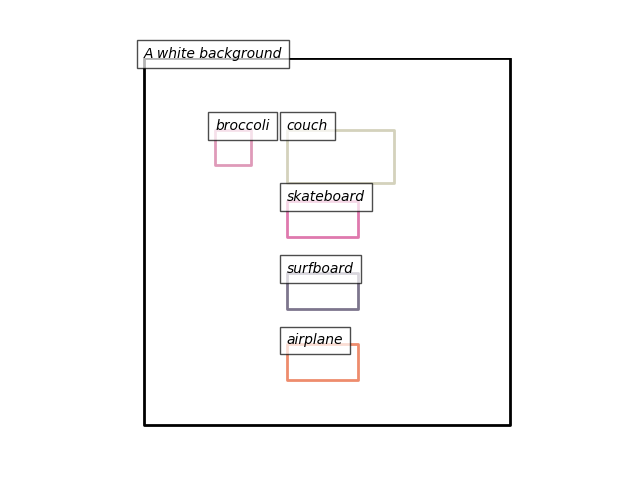 A white background
broccoli
couch
skateboard
surfboard
airplane